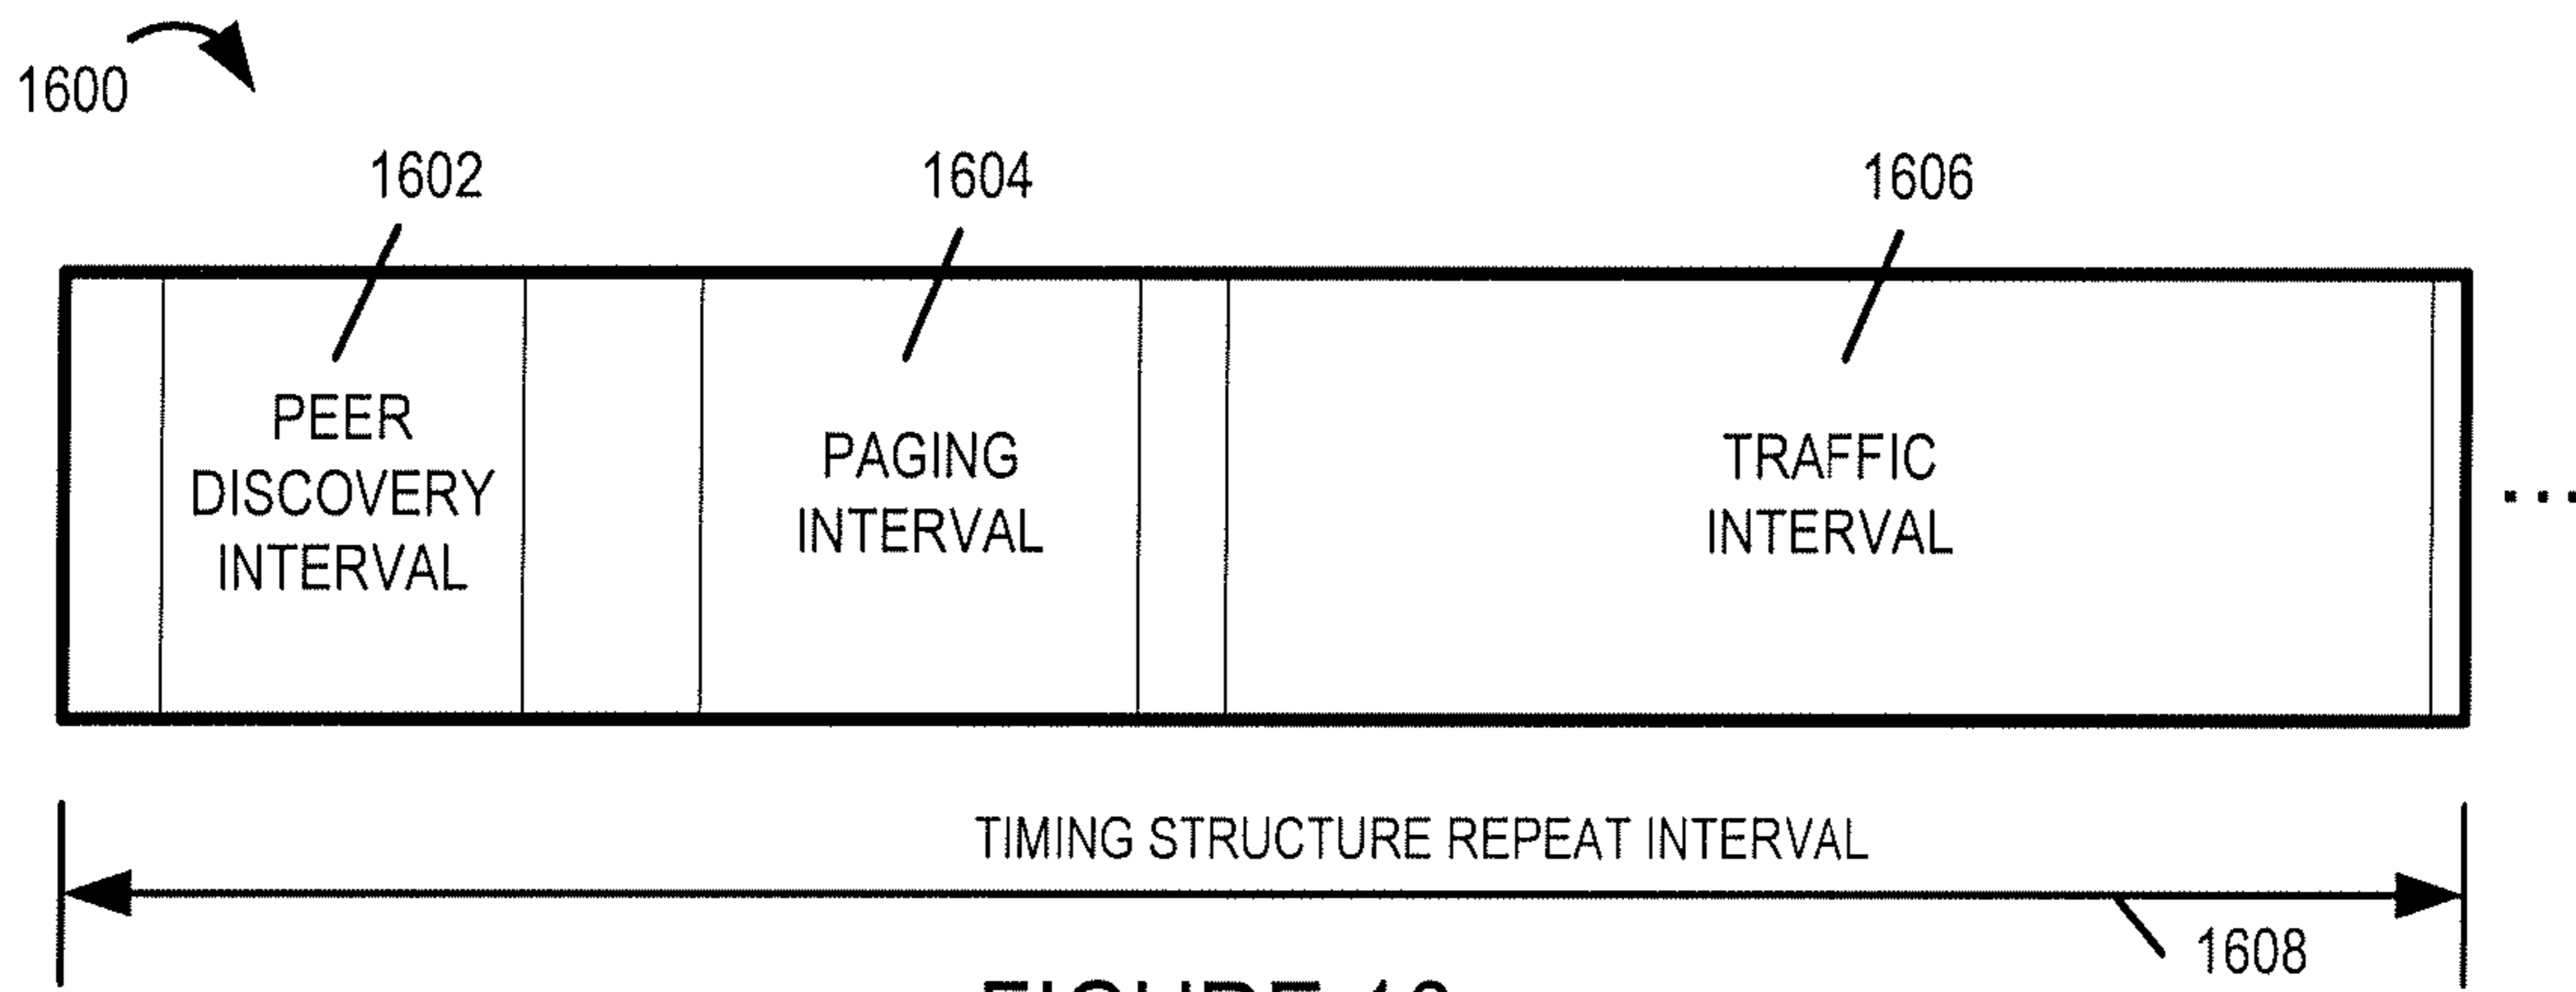 1600
1602
1604
1606
PEER
DISCOVERY
INTERVAL
PAGING
INTERVAL
TRAFFIC
INTERVAL
...
TIMING STRUCTURE REPEAT INTERVAL
1608